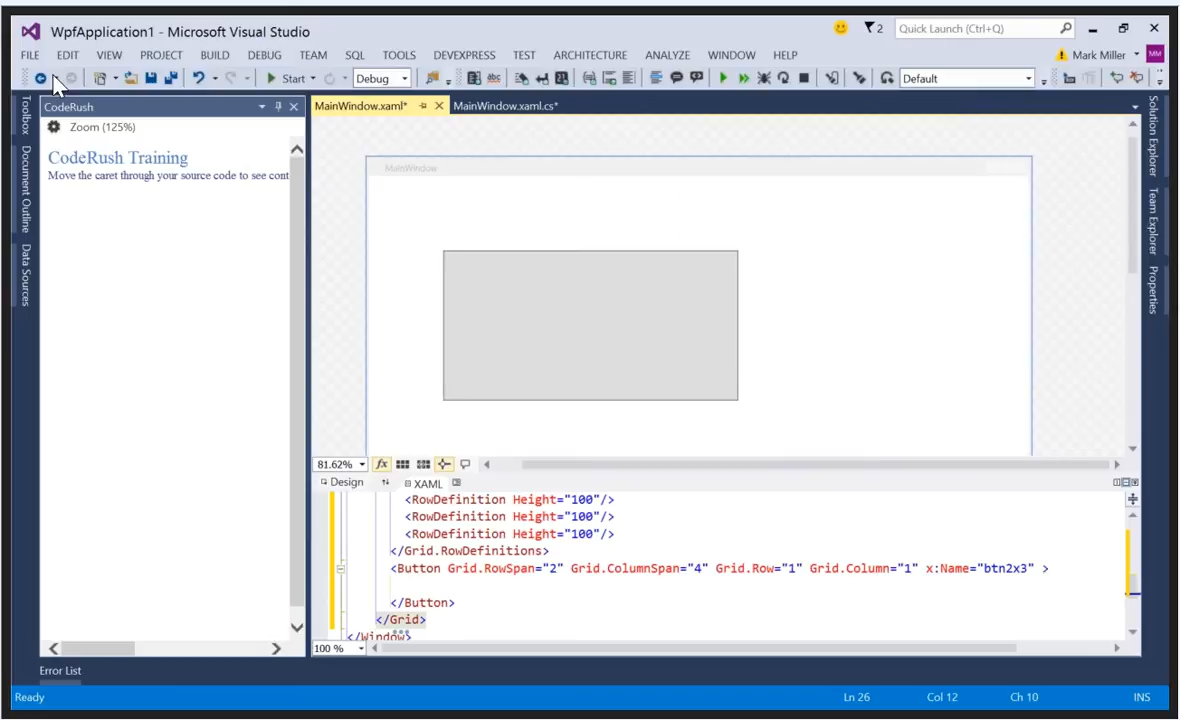 WpfApplication1 - Microsoft Visual Studio
2
Quick Launch (Ctrl+Q)
FILE EDIT VIEW PROJECT BUILD DEBUG TEAM SQL TOOLS DEVEXPRESS TEST ARCHITECTURE ANALYZE WINDOW HELP
Mark Miller MM
Start Debug abc Default
Toolbox
Document Outline
Data Sources
CodeRush
Zoom (125%)
CodeRush Training
Move the caret through your source code to see cont
MainWindow.xaml* MainWindow.xaml.cs*
MainWindow
Solution Explorer
Team Explorer
Properties
81.62% fx
Design XAML
<RowDefinition Height="100"/>
<RowDefinition Height="100"/>
<RowDefinition Height="100"/>
</Grid.RowDefinitions>
<Button Grid.RowSpan="2" Grid.ColumnSpan="4" Grid.Row="1" Grid.Column="1" x:Name="btn2x3" >
</Button>
</Grid>
</Window>
100 %
Error List
Ready Ln 26 Col 12 Ch 10 INS